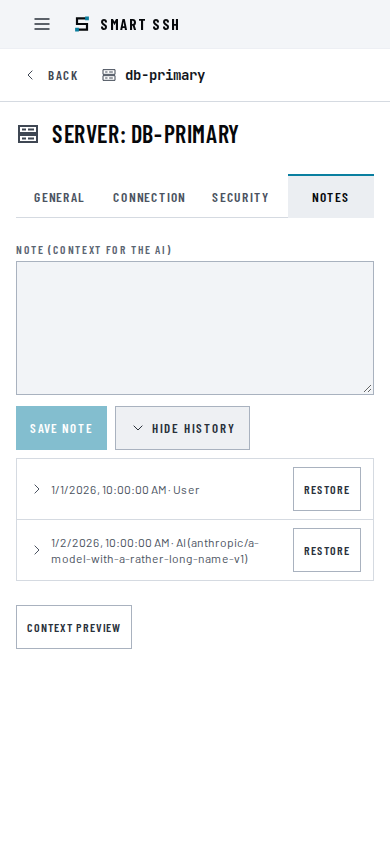 SMART SSH
BACK
db-primary
SERVER: DB-PRIMARY
GENERAL
CONNECTION
SECURITY
NOTES
NOTE (CONTEXT FOR THE AI)
SAVE NOTE
HIDE HISTORY
1/1/2026, 10:00:00 AM · User
RESTORE
1/2/2026, 10:00:00 AM · AI (anthropic/a-
model-with-a-rather-long-name-v1)
RESTORE
CONTEXT PREVIEW